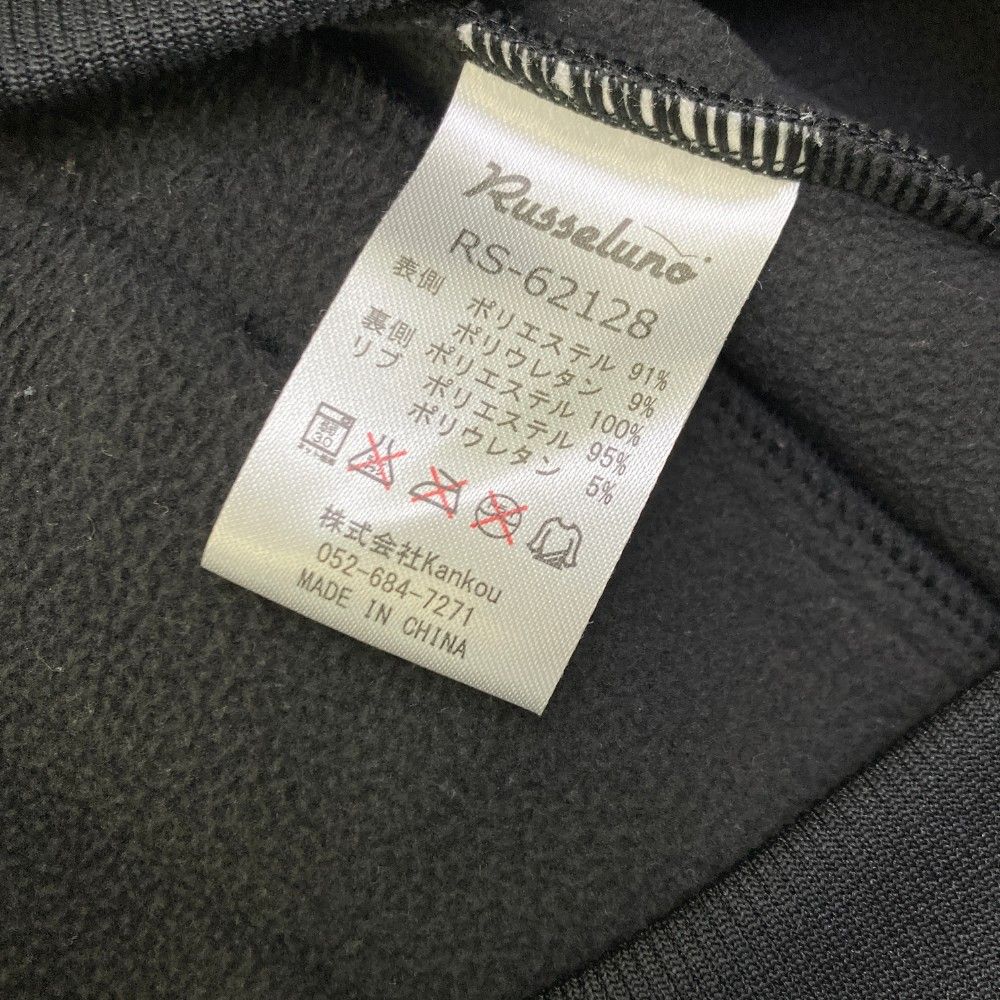 Russeluno
RS-62128
表側 ポリエステル 91%
ポリウレタン 9%
裏側 ポリエステル 100%
リブ ポリエステル 95%
ポリウレタン 5%
30
株式会社Kankou
052-684-7271
MADE IN CHINA